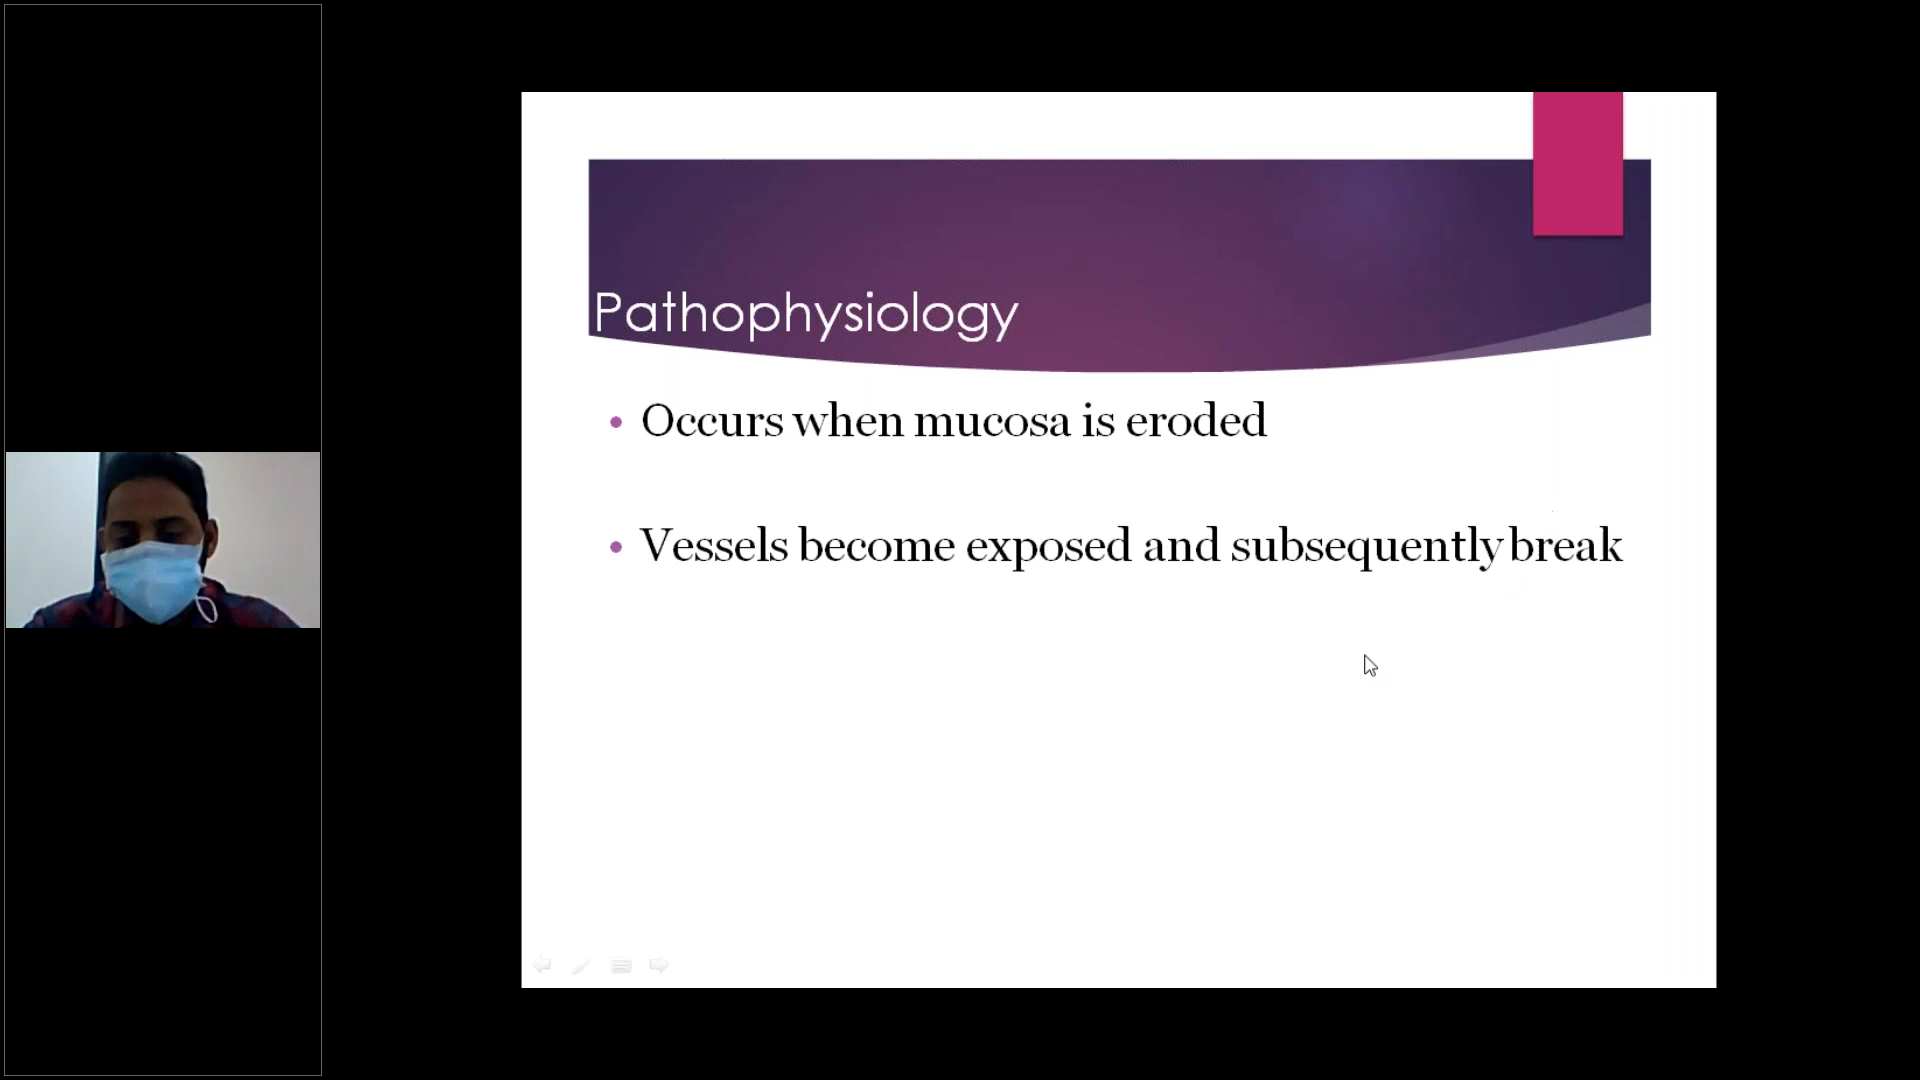 Pathophysiology
• Occurs when mucosa is eroded
• Vessels become exposed and subsequently break